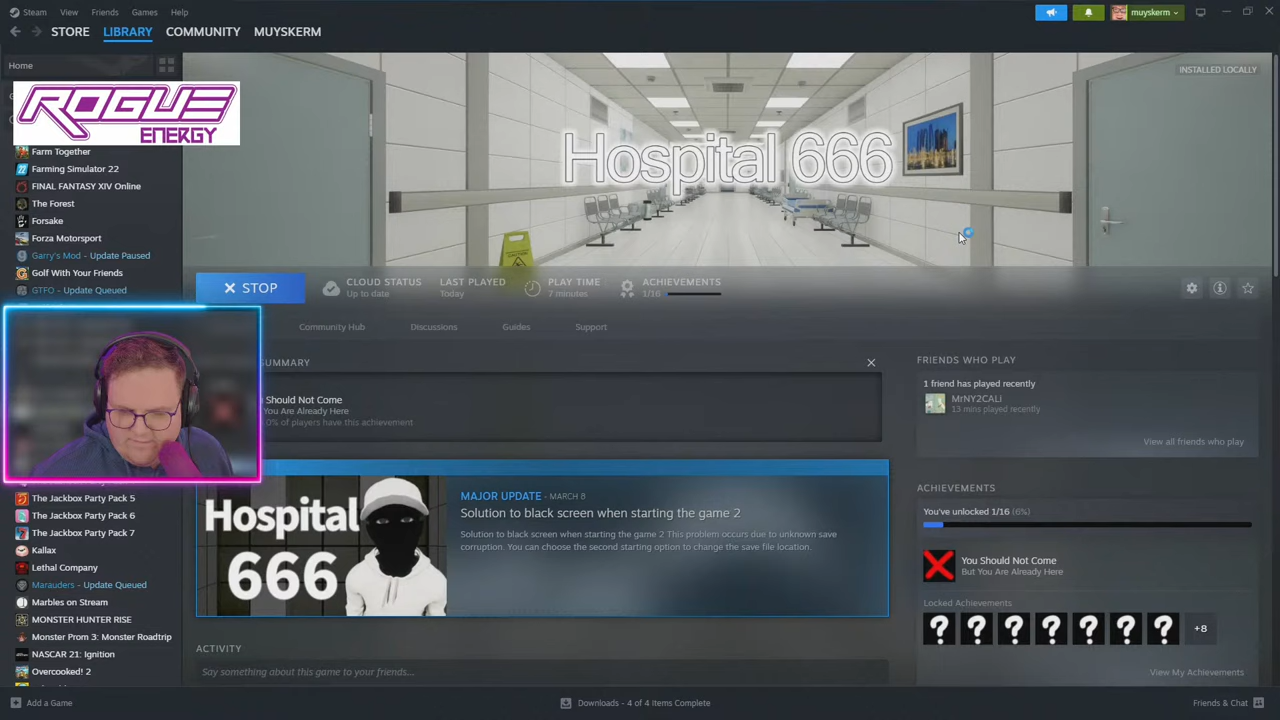 Steam View Friends Games Help
muyskerm
STORE LIBRARY COMMUNITY MUYSKERM
Home
INSTALLED LOCALLY
ROGUE
ENERGY
Hospital 666
Farm Together
Farming Simulator 22
FINAL FANTASY XIV Online
The Forest
Forsake
Forza Motorsport
Garry's Mod - Update Paused
Golf With Your Friends
GTFO - Update Queued
STOP
CLOUD STATUS
Up to date
LAST PLAYED
Today
PLAY TIME
7 minutes
ACHIEVEMENTS
1/16
Community Hub Discussions Guides Support
SUMMARY
Should Not Come
You Are Already Here
0% of players have this achievement
FRIENDS WHO PLAY
1 friend has played recently
MrNY2CALi
13 mins played recently
View all friends who play
Hospital
666
MAJOR UPDATE - MARCH 8
Solution to black screen when starting the game 2
Solution to black screen when starting the game 2 This problem occurs due to unknown save
corruption. You can choose the second starting option to change the save file location.
ACHIEVEMENTS
You've unlocked 1/16 (6%)
You Should Not Come
But You Are Already Here
Locked Achievements
? ? ? ? ? ? ? +8
View My Achievements
The Jackbox Party Pack 5
The Jackbox Party Pack 6
The Jackbox Party Pack 7
Kallax
Lethal Company
Marauders - Update Queued
Marbles on Stream
MONSTER HUNTER RISE
Monster Prom 3: Monster Roadtrip
NASCAR 21: Ignition
Overcooked! 2
ACTIVITY
Say something about this game to your friends...
Add a Game
Downloads - 4 of 4 Items Complete
Friends & Chat